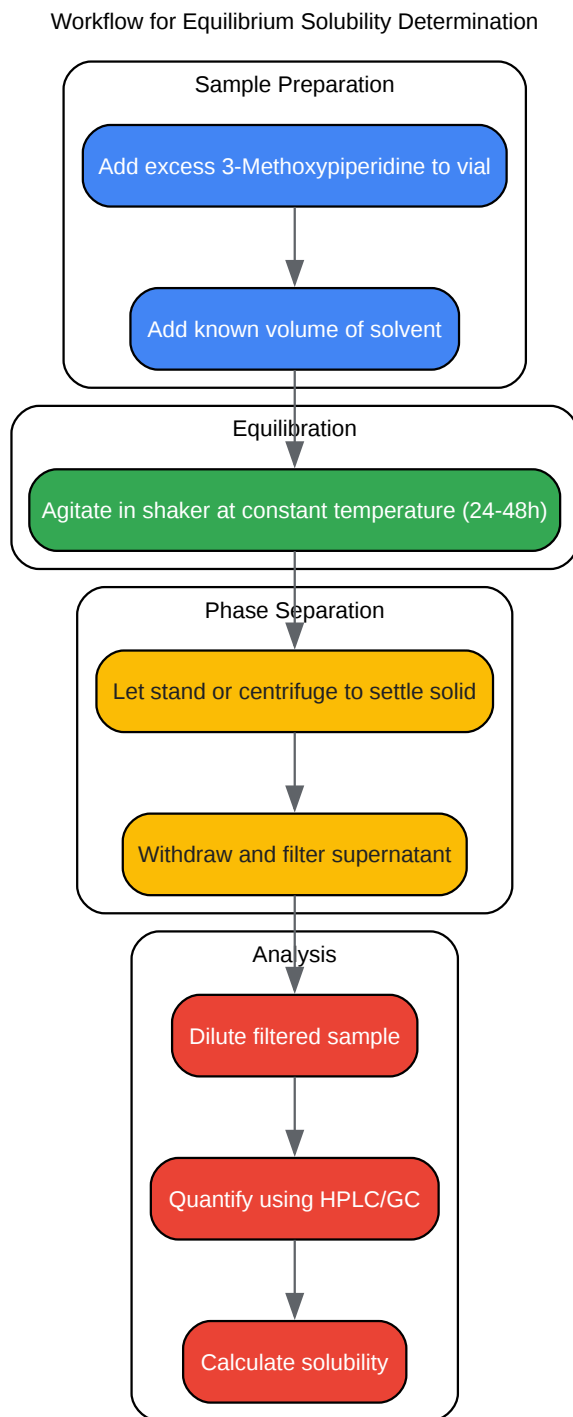 Workflow for Equilibrium Solubility Determination
Sample Preparation
Add excess 3-Methoxypiperidine to vial
Add known volume of solvent
Equilibration
Agitate in shaker at constant temperature (24-48h)
Phase Separation
Let stand or centrifuge to settle solid
Withdraw and filter supernatant
Analysis
Dilute filtered sample
Quantify using HPLC/GC
Calculate solubility